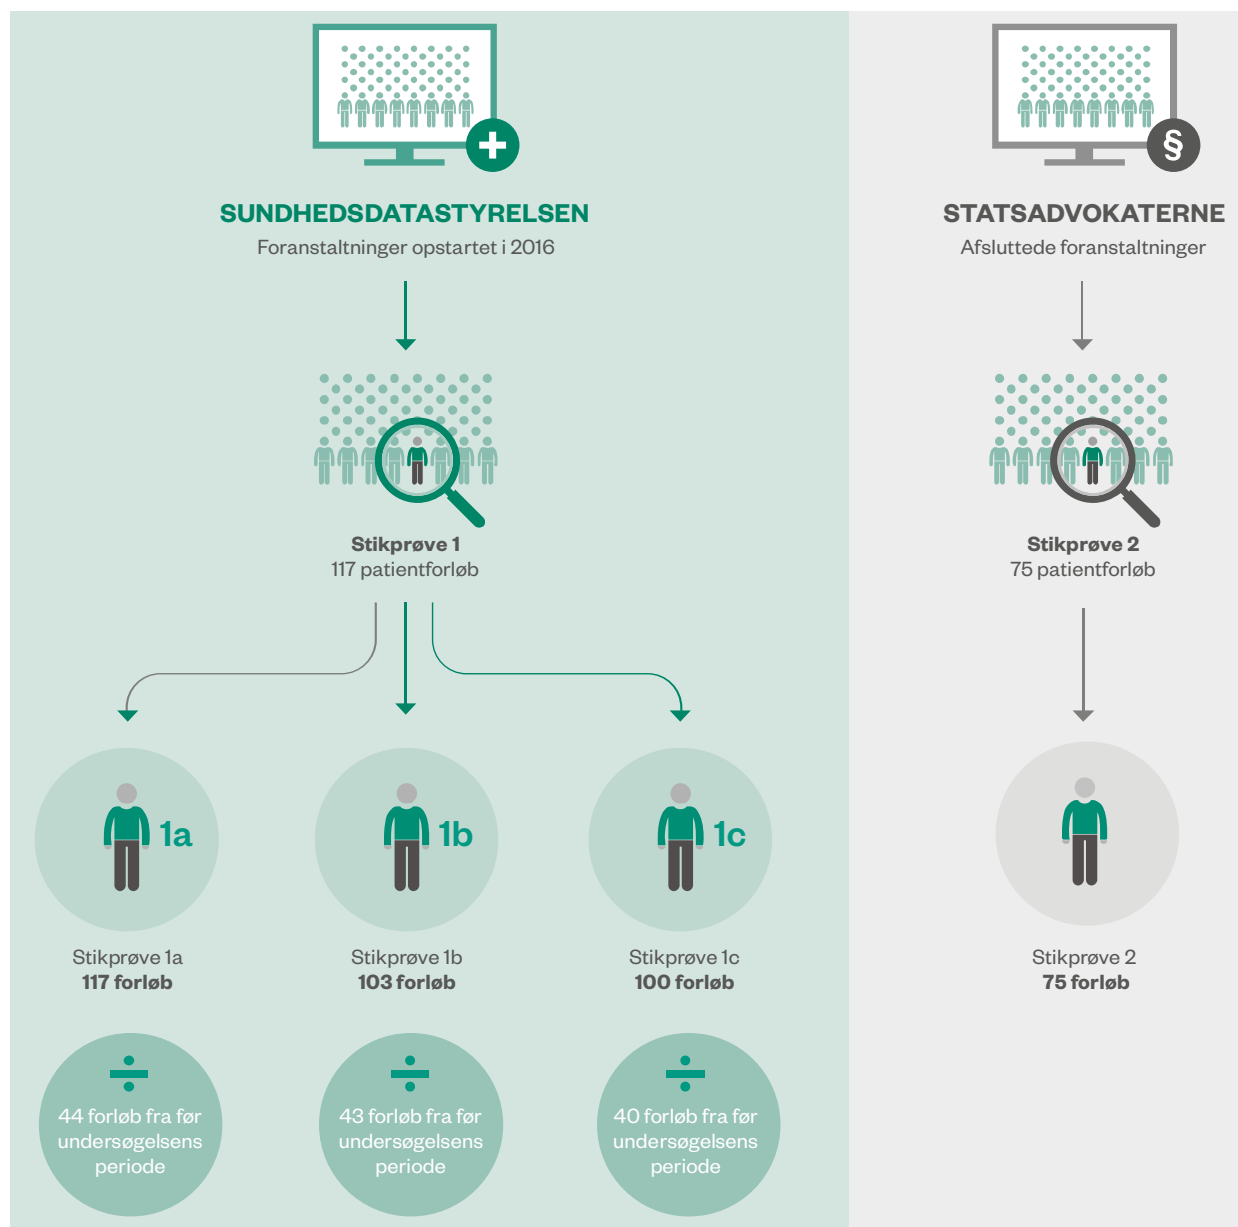 SUNDHEDSDATASTYRELSEN
Foranstaltninger opstartet i 2016
Stikprøve 1
117 patientforløb
1a
1b
1c
Stikprøve 1a
117 forløb
Stikprøve 1b
103 forløb
Stikprøve 1c
100 forløb
÷
44 forløb fra før
undersøgelsens
periode
÷
43 forløb fra før
undersøgelsens
periode
÷
40 forløb fra før
undersøgelsens
periode
§
STATSADVOKATERNE
Afsluttede foranstaltninger
Stikprøve 2
75 patientforløb
Stikprøve 2
75 forløb